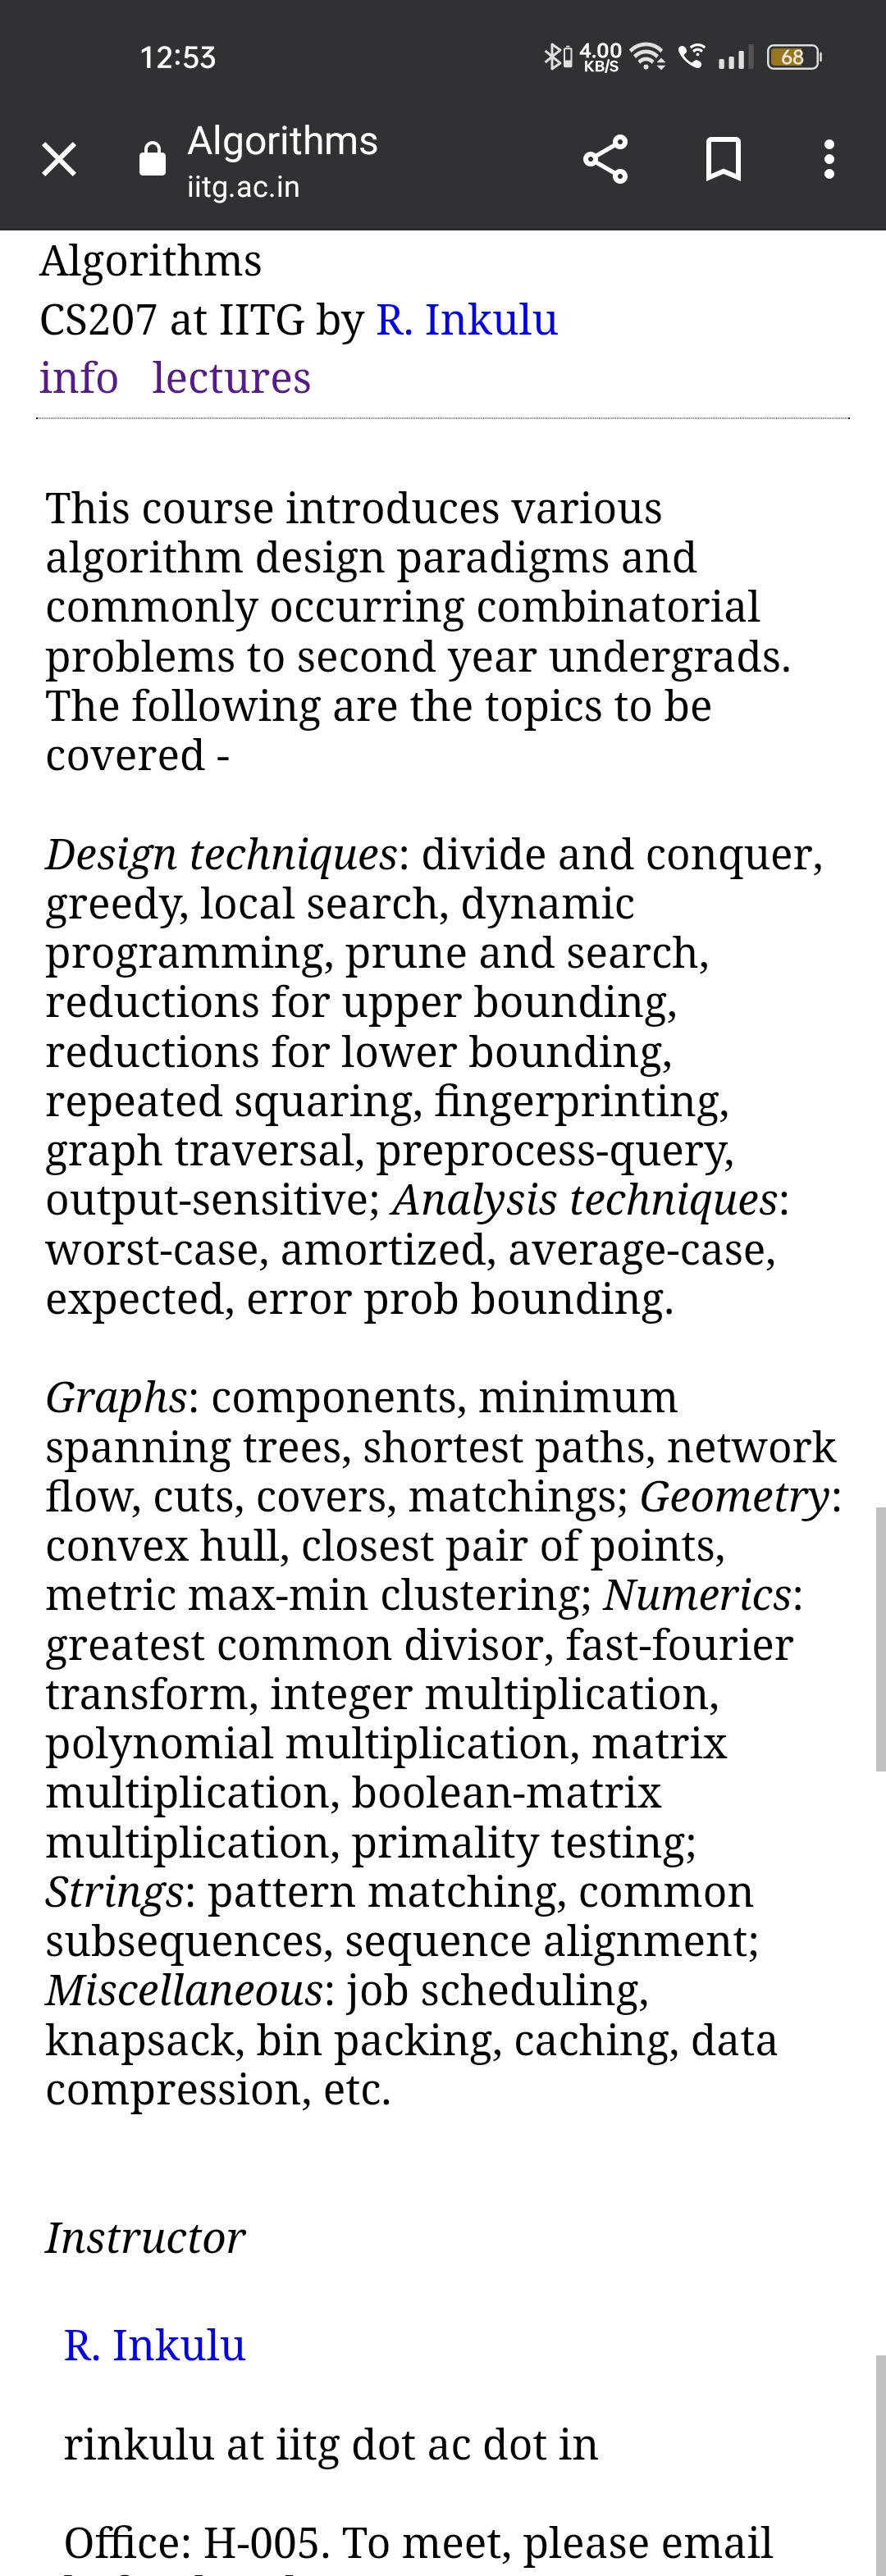 12:53 4.00 KB/S 68
Algorithms
iitg.ac.in
Algorithms
CS207 at IITG by R. Inkulu
info lectures
This course introduces various
algorithm design paradigms and
commonly occurring combinatorial
problems to second year undergrads.
The following are the topics to be
covered -
Design techniques: divide and conquer,
greedy, local search, dynamic
programming, prune and search,
reductions for upper bounding,
reductions for lower bounding,
repeated squaring, fingerprinting,
graph traversal, preprocess-query,
output-sensitive; Analysis techniques:
worst-case, amortized, average-case,
expected, error prob bounding.
Graphs: components, minimum
spanning trees, shortest paths, network
flow, cuts, covers, matchings; Geometry:
convex hull, closest pair of points,
metric max-min clustering; Numerics:
greatest common divisor, fast-fourier
transform, integer multiplication,
polynomial multiplication, matrix
multiplication, boolean-matrix
multiplication, primality testing;
Strings: pattern matching, common
subsequences, sequence alignment;
Miscellaneous: job scheduling,
knapsack, bin packing, caching, data
compression, etc.
Instructor
R. Inkulu
rinkulu at iitg dot ac dot in
Office: H-005. To meet, please email